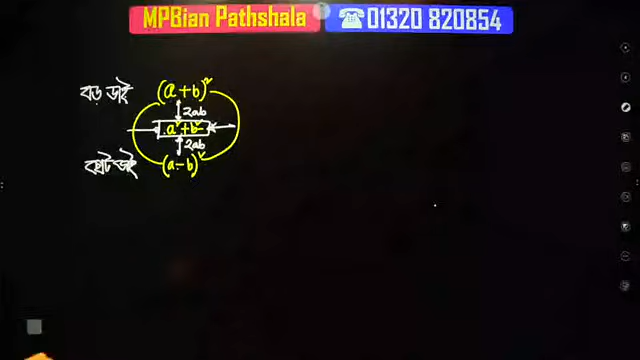 MPBian Pathshala ☎ 01320 820854
বড় ভাই (a+b)²
2ab
a²+b²
2ab
ছোট ভাই (a-b)²